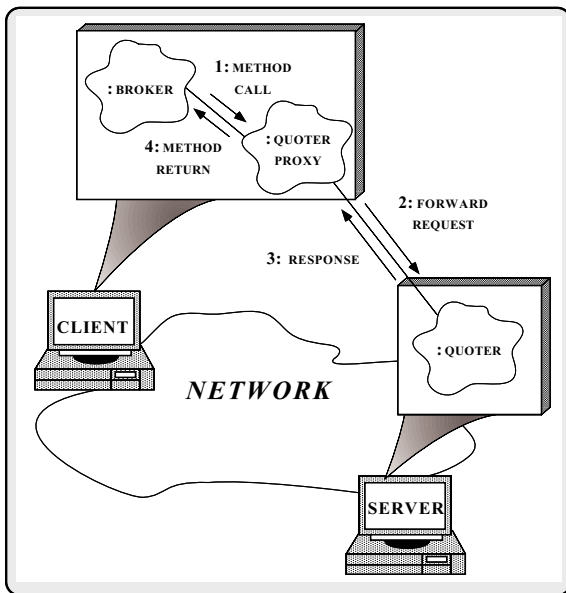 1: METHOD
CALL
: BROKER
4: METHOD
RETURN
: QUOTER
PROXY
2: FORWARD
REQUEST
3: RESPONSE
CLIENT
: QUOTER
NETWORK
SERVER